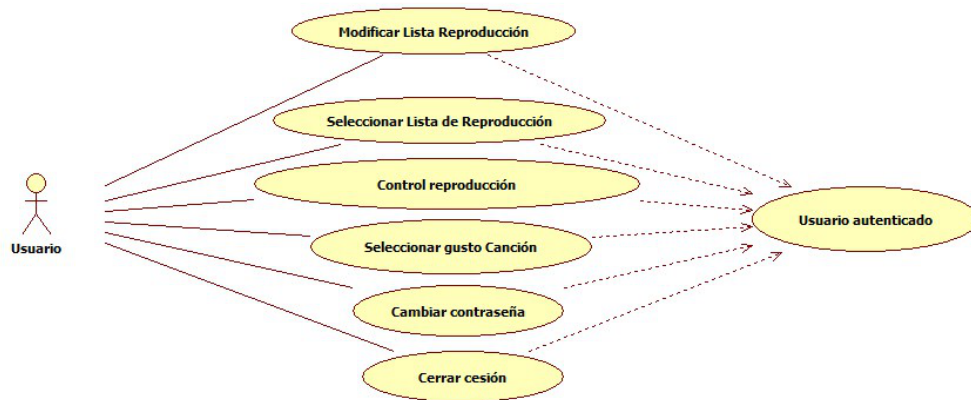 Modificar Lista Reproducción
Seleccionar Lista de Reproducción
Control reproducción
Usuario autenticado
Usuario
Seleccionar gusto Canción
Cambiar contraseña
Cerrar cesión